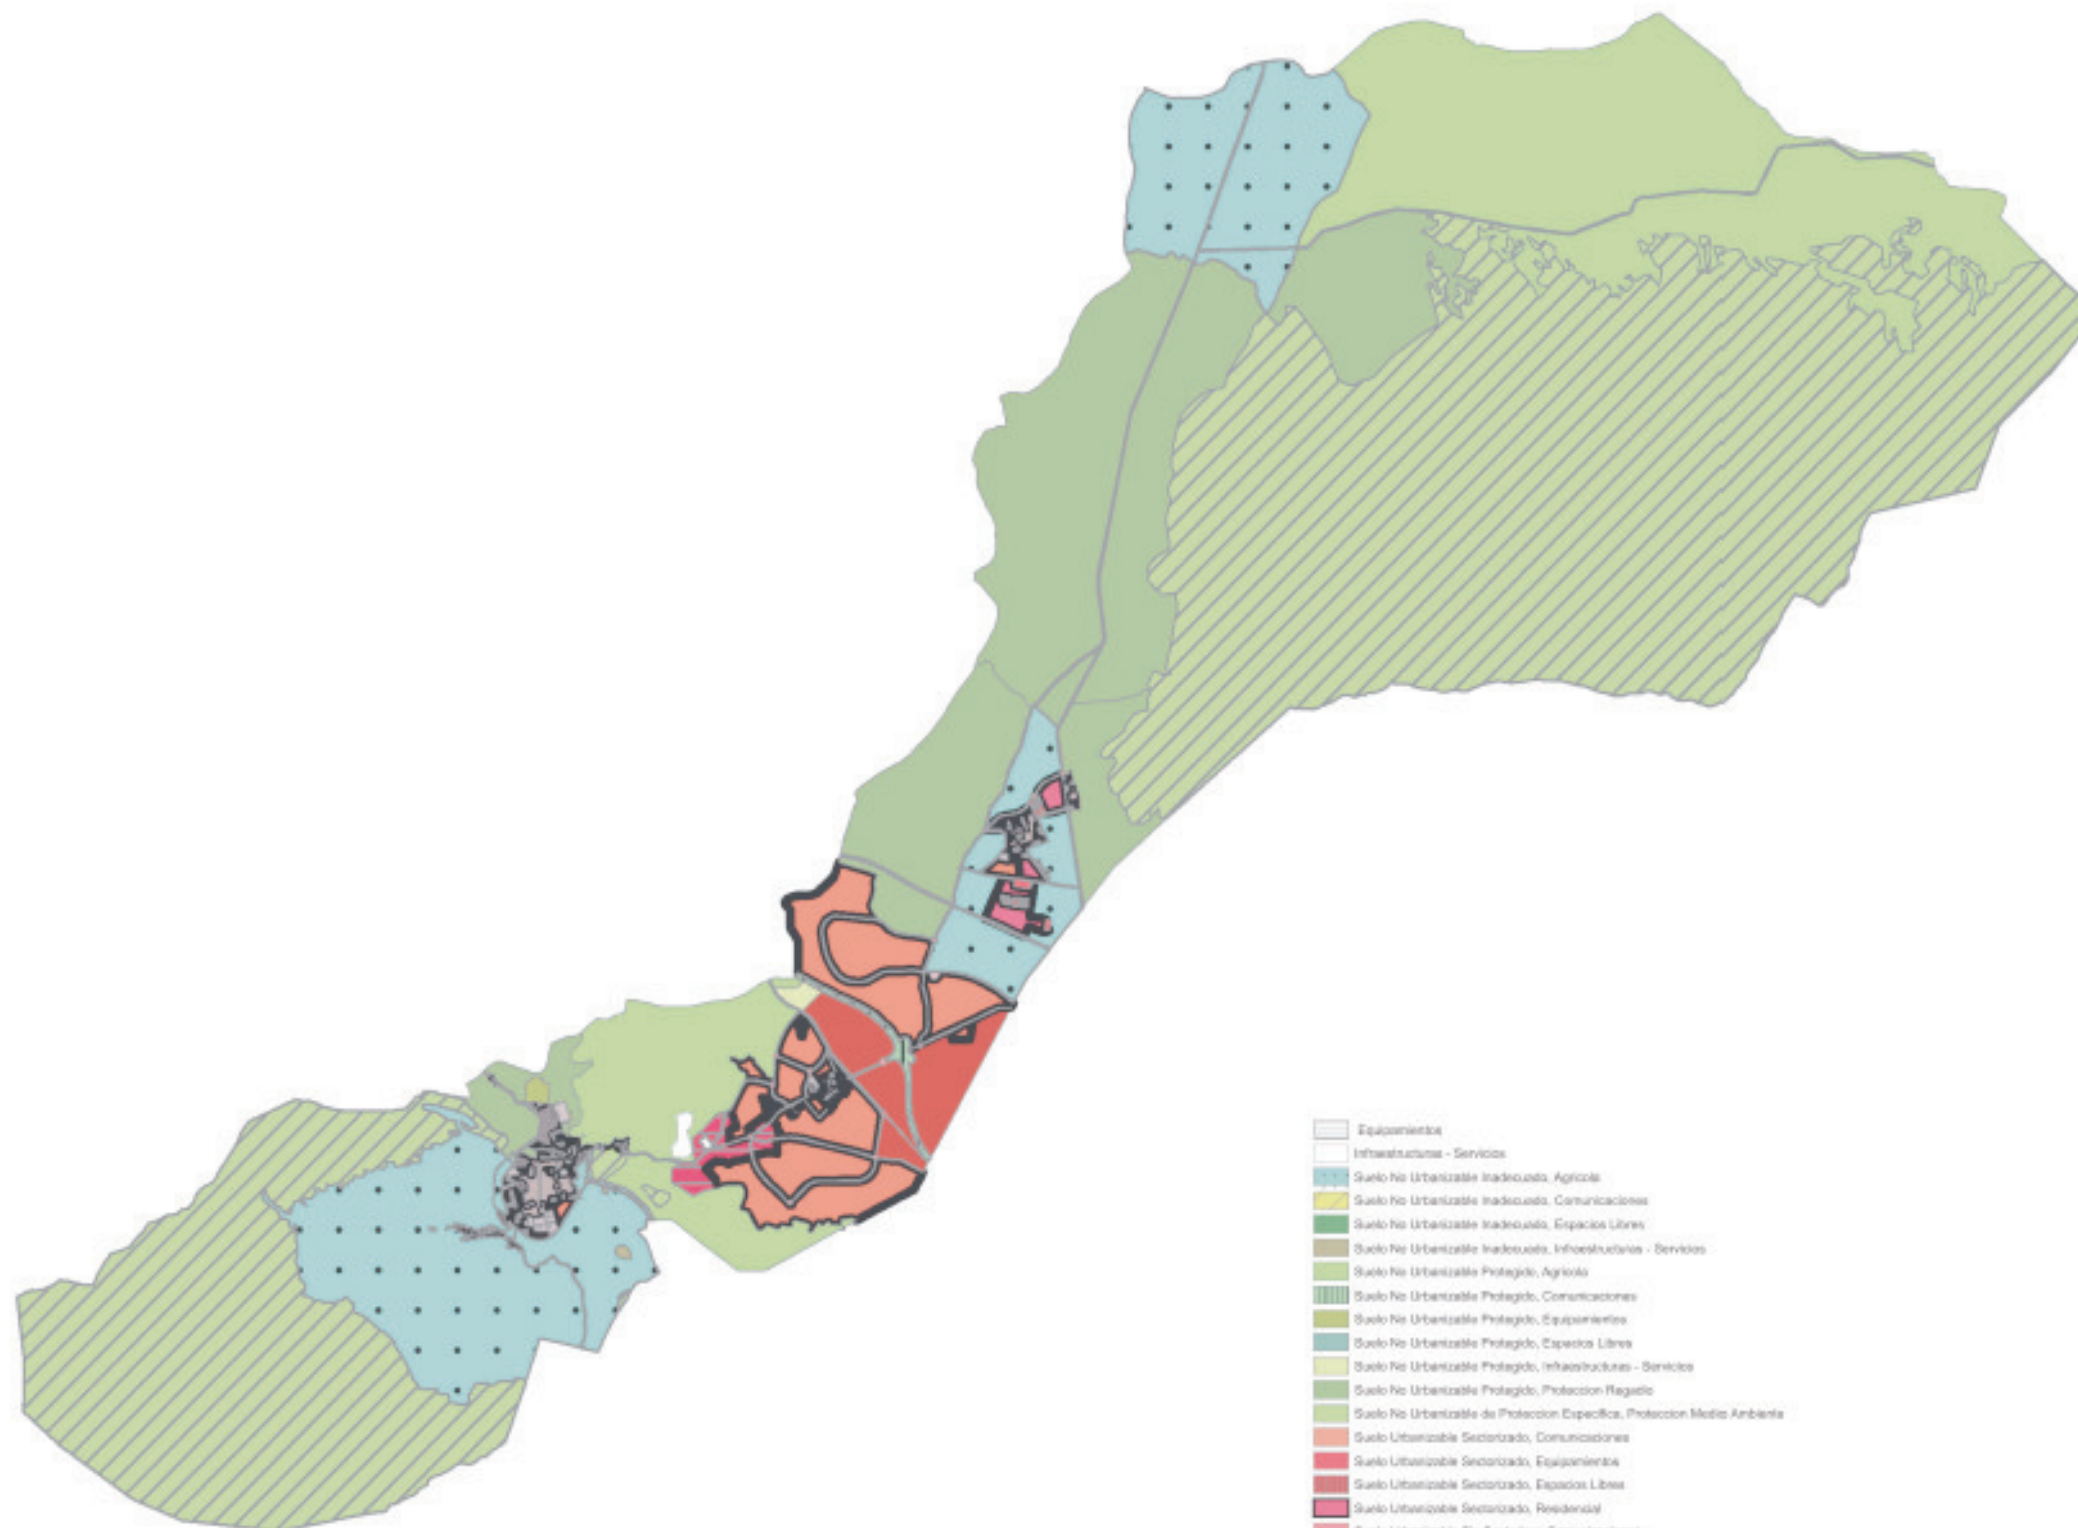 Equipamientos
Infraestructuras - Servicios
Suelo No Urbanizable Inadecuado, Agricola
Suelo No Urbanizable Inadecuado, Comunicaciones
Suelo No Urbanizable Inadecuado, Espacios Libres
Suelo No Urbanizable Inadecuado, Infraestructuras - Servicios
Suelo No Urbanizable Protegido, Agricola
Suelo No Urbanizable Protegido, Comunicaciones
Suelo No Urbanizable Protegido, Equipamientos
Suelo No Urbanizable Protegido, Espacios Libres
Suelo No Urbanizable Protegido, Infraestructuras - Servicios
Suelo No Urbanizable Protegido, Proteccion Regadio
Suelo No Urbanizable de Proteccion Especifica, Proteccion Medio Ambiente
Suelo Urbanizable Sectorizado, Comunicaciones
Suelo Urbanizable Sectorizado, Equipamientos
Suelo Urbanizable Sectorizado, Espacios Libres
Suelo Urbanizable Sectorizado, Residencial